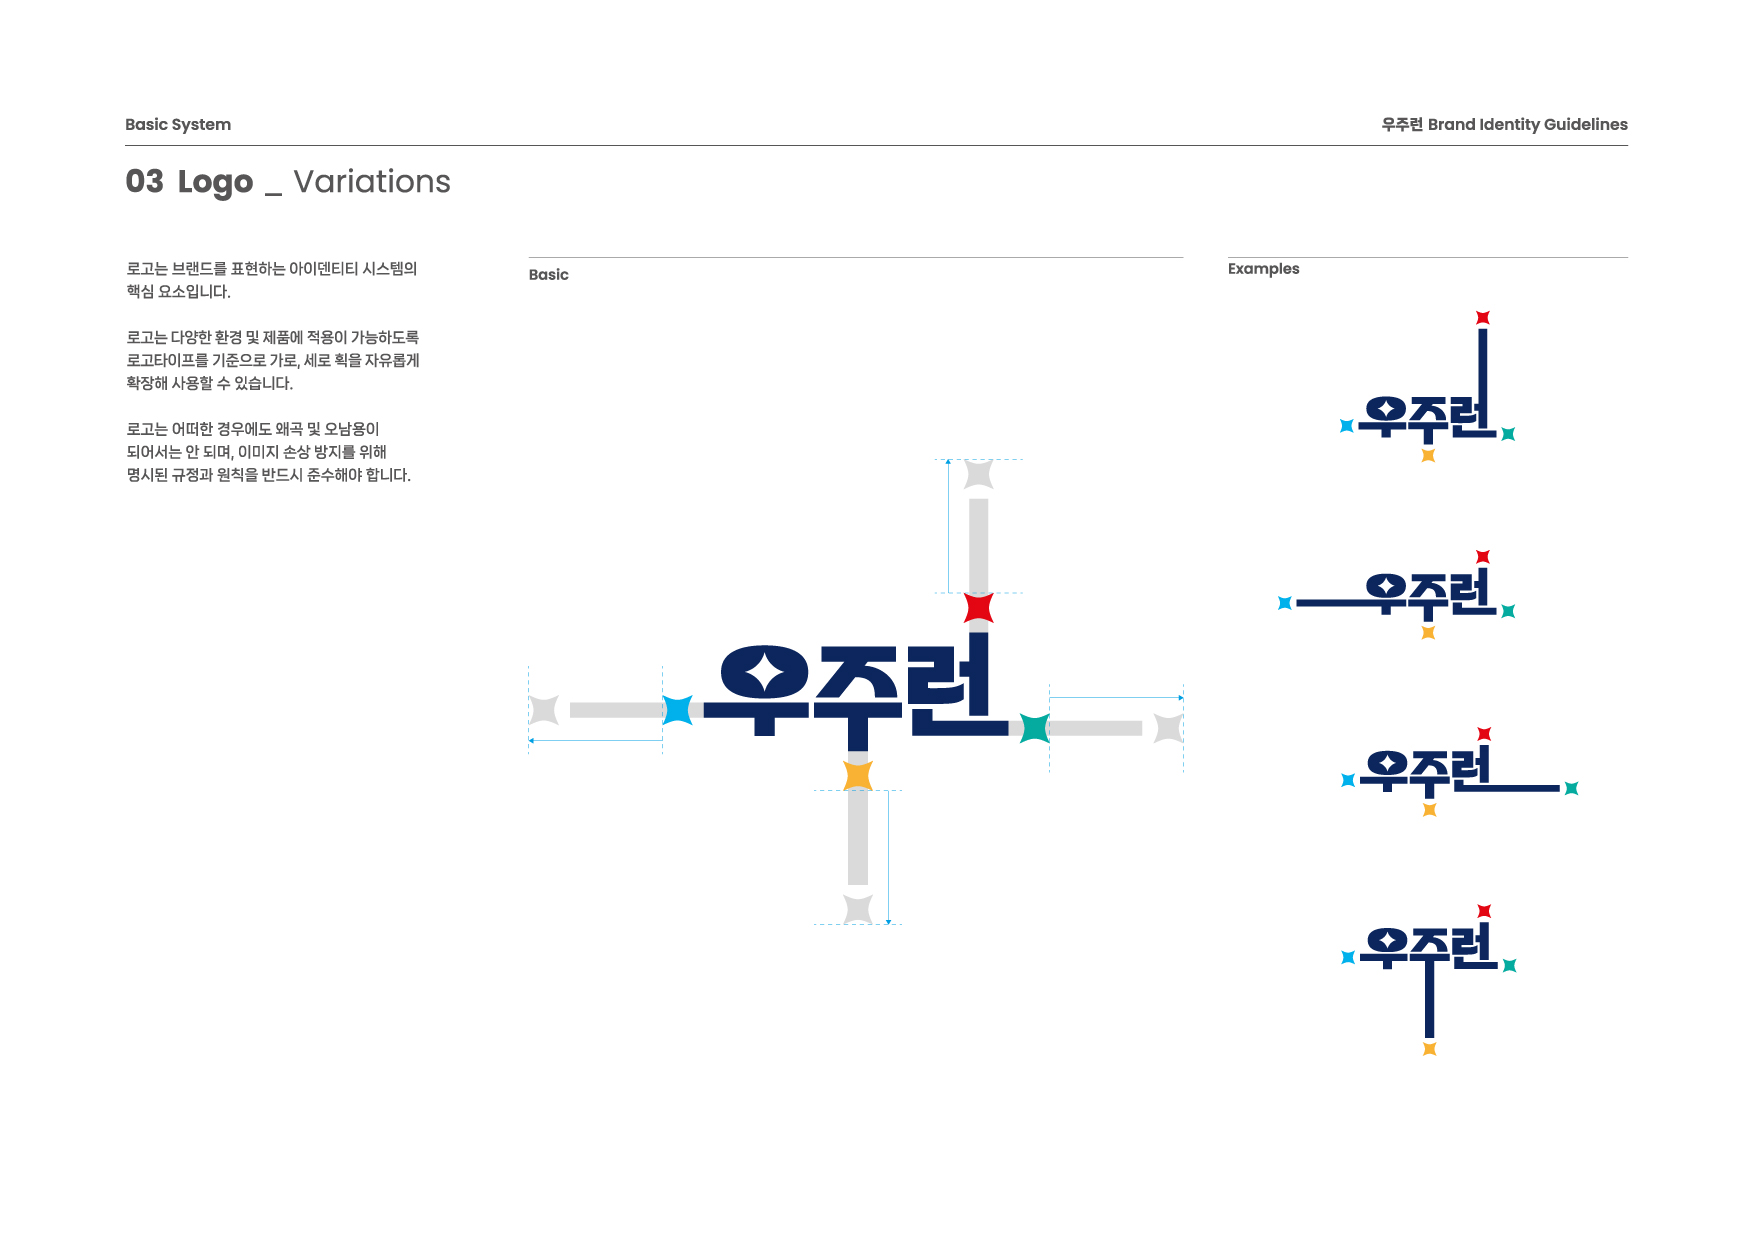 Basic System
우주런 Brand Identity Guidelines
03 Logo _ Variations
로고는 브랜드를 표현하는 아이덴티티 시스템의
핵심 요소입니다.
로고는 다양한 환경 및 제품에 적용이 가능하도록
로고타이프를 기준으로 가로, 세로 획을 자유롭게
확장해 사용할 수 있습니다.
로고는 어떠한 경우에도 왜곡 및 오남용이
되어서는 안 되며, 이미지 손상 방지를 위해
명시된 규정과 원칙을 반드시 준수해야 합니다.
Basic
우주런
Examples
우주런
우주런
우주런
우주런